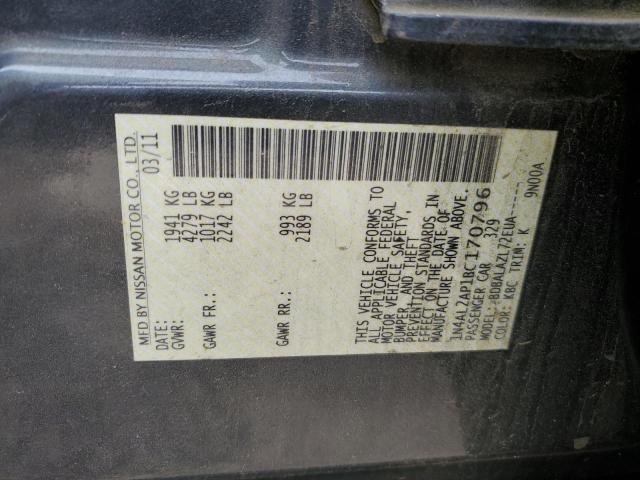 MFD BY NISSAN MOTOR CO., LTD.
DATE: 03/11
GVWR: 1941 KG
4279 LB
GAWR FR: 1017 KG
2242 LB
GAWR RR: 993 KG
2189 LB
THIS VEHICLE CONFORMS TO
ALL APPLICABLE FEDERAL
MOTOR VEHICLE SAFETY,
BUMPER, AND THEFT
PREVENTION STANDARDS IN
EFFECT ON THE DATE OF
MANUFACTURE SHOWN ABOVE.
1N4AL2AP1BC170796
PASSENGER CAR 329
MODEL: BDBALAZL72EUA-----
COLOR: KBC TRIM: K 9N00A